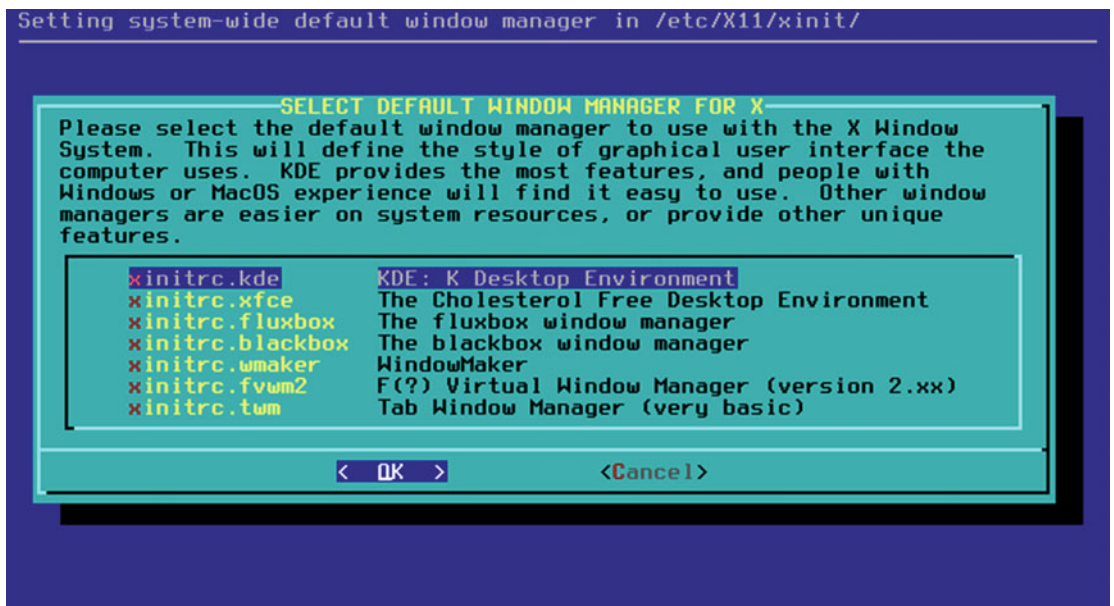 Setting system-wide default window manager in /etc/X11/xinit/
SELECT DEFAULT WINDOW MANAGER FOR X
Please select the default window manager to use with the X Window
System.  This will define the style of graphical user interface the
computer uses.  KDE provides the most features, and people with
Windows or MacOS experience will find it easy to use.  Other window
managers are easier on system resources, or provide other unique
features.
xinitrc.kde KDE: K Desktop Environment
xinitrc.xfce The Cholesterol Free Desktop Environment
xinitrc.fluxbox The fluxbox window manager
xinitrc.blackbox The blackbox window manager
xinitrc.wmaker WindowMaker
xinitrc.fvwm2 F(?) Virtual Window Manager (version 2.xx)
xinitrc.twm Tab Window Manager (very basic)
< OK > <Cancel>